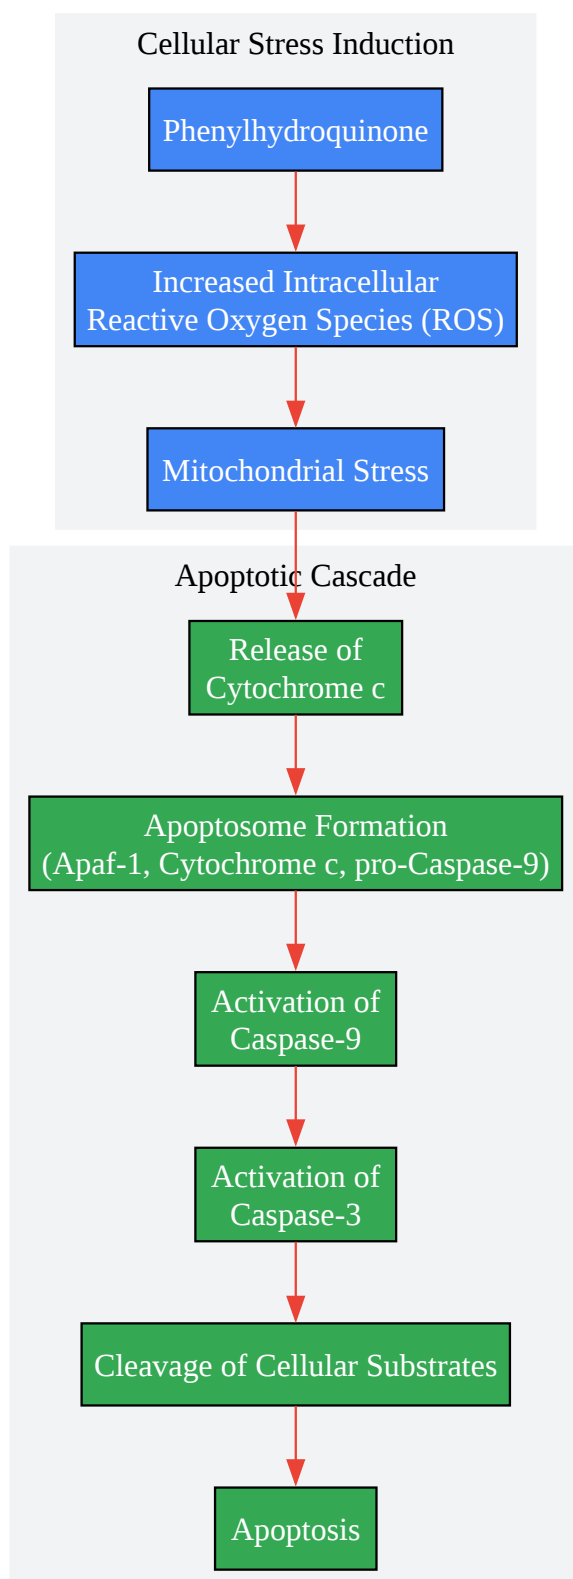 Cellular Stress Induction
Phenylhydroquinone
Increased Intracellular
Reactive Oxygen Species (ROS)
Mitochondrial Stress
Apoptotic Cascade
Release of
Cytochrome c
Apoptosome Formation
(Apaf-1, Cytochrome c, pro-Caspase-9)
Activation of
Caspase-9
Activation of
Caspase-3
Cleavage of Cellular Substrates
Apoptosis